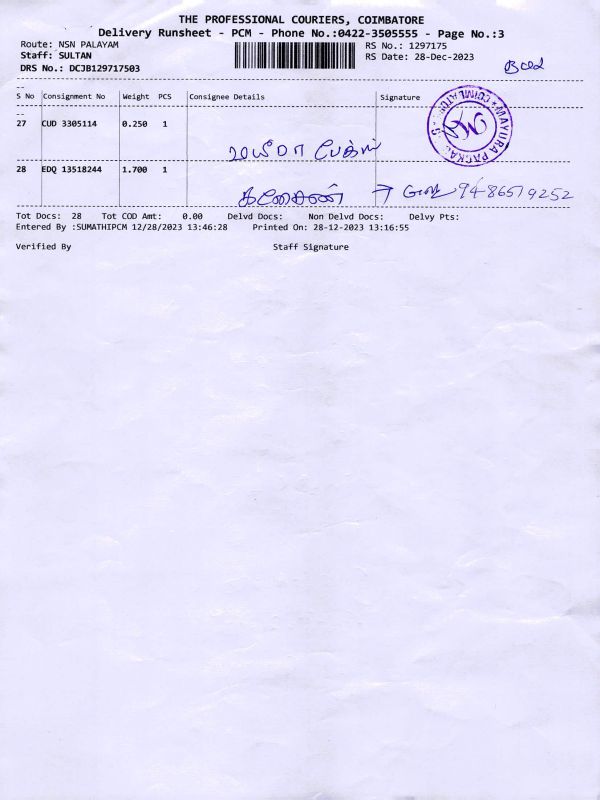 THE PROFESSIONAL COURIERS, COIMBATORE
Delivery Runsheet - PCM - Phone No.:0422-3505555 - Page No.:3
Route: NSN PALAYAM
RS No.: 1297175
Staff: SULTAN
RS Date: 28-Dec-2023
DRS No.: DCJB129717503
S No Consignment No Weight PCS Consignee Details Signature
27 CUD 3305114 0.250 1
MAYURA PACKAG
COIMBATORE
28 EDQ 13518244 1.700 1
9486579252
Tot Docs: 28 Tot COD Amt: 0.00 Delvd Docs: Non Delvd Docs: Delvy Pts:
Entered By :SUMATHIPCM 12/28/2023 13:46:28 Printed On: 28-12-2023 13:16:55
Verified By Staff Signature